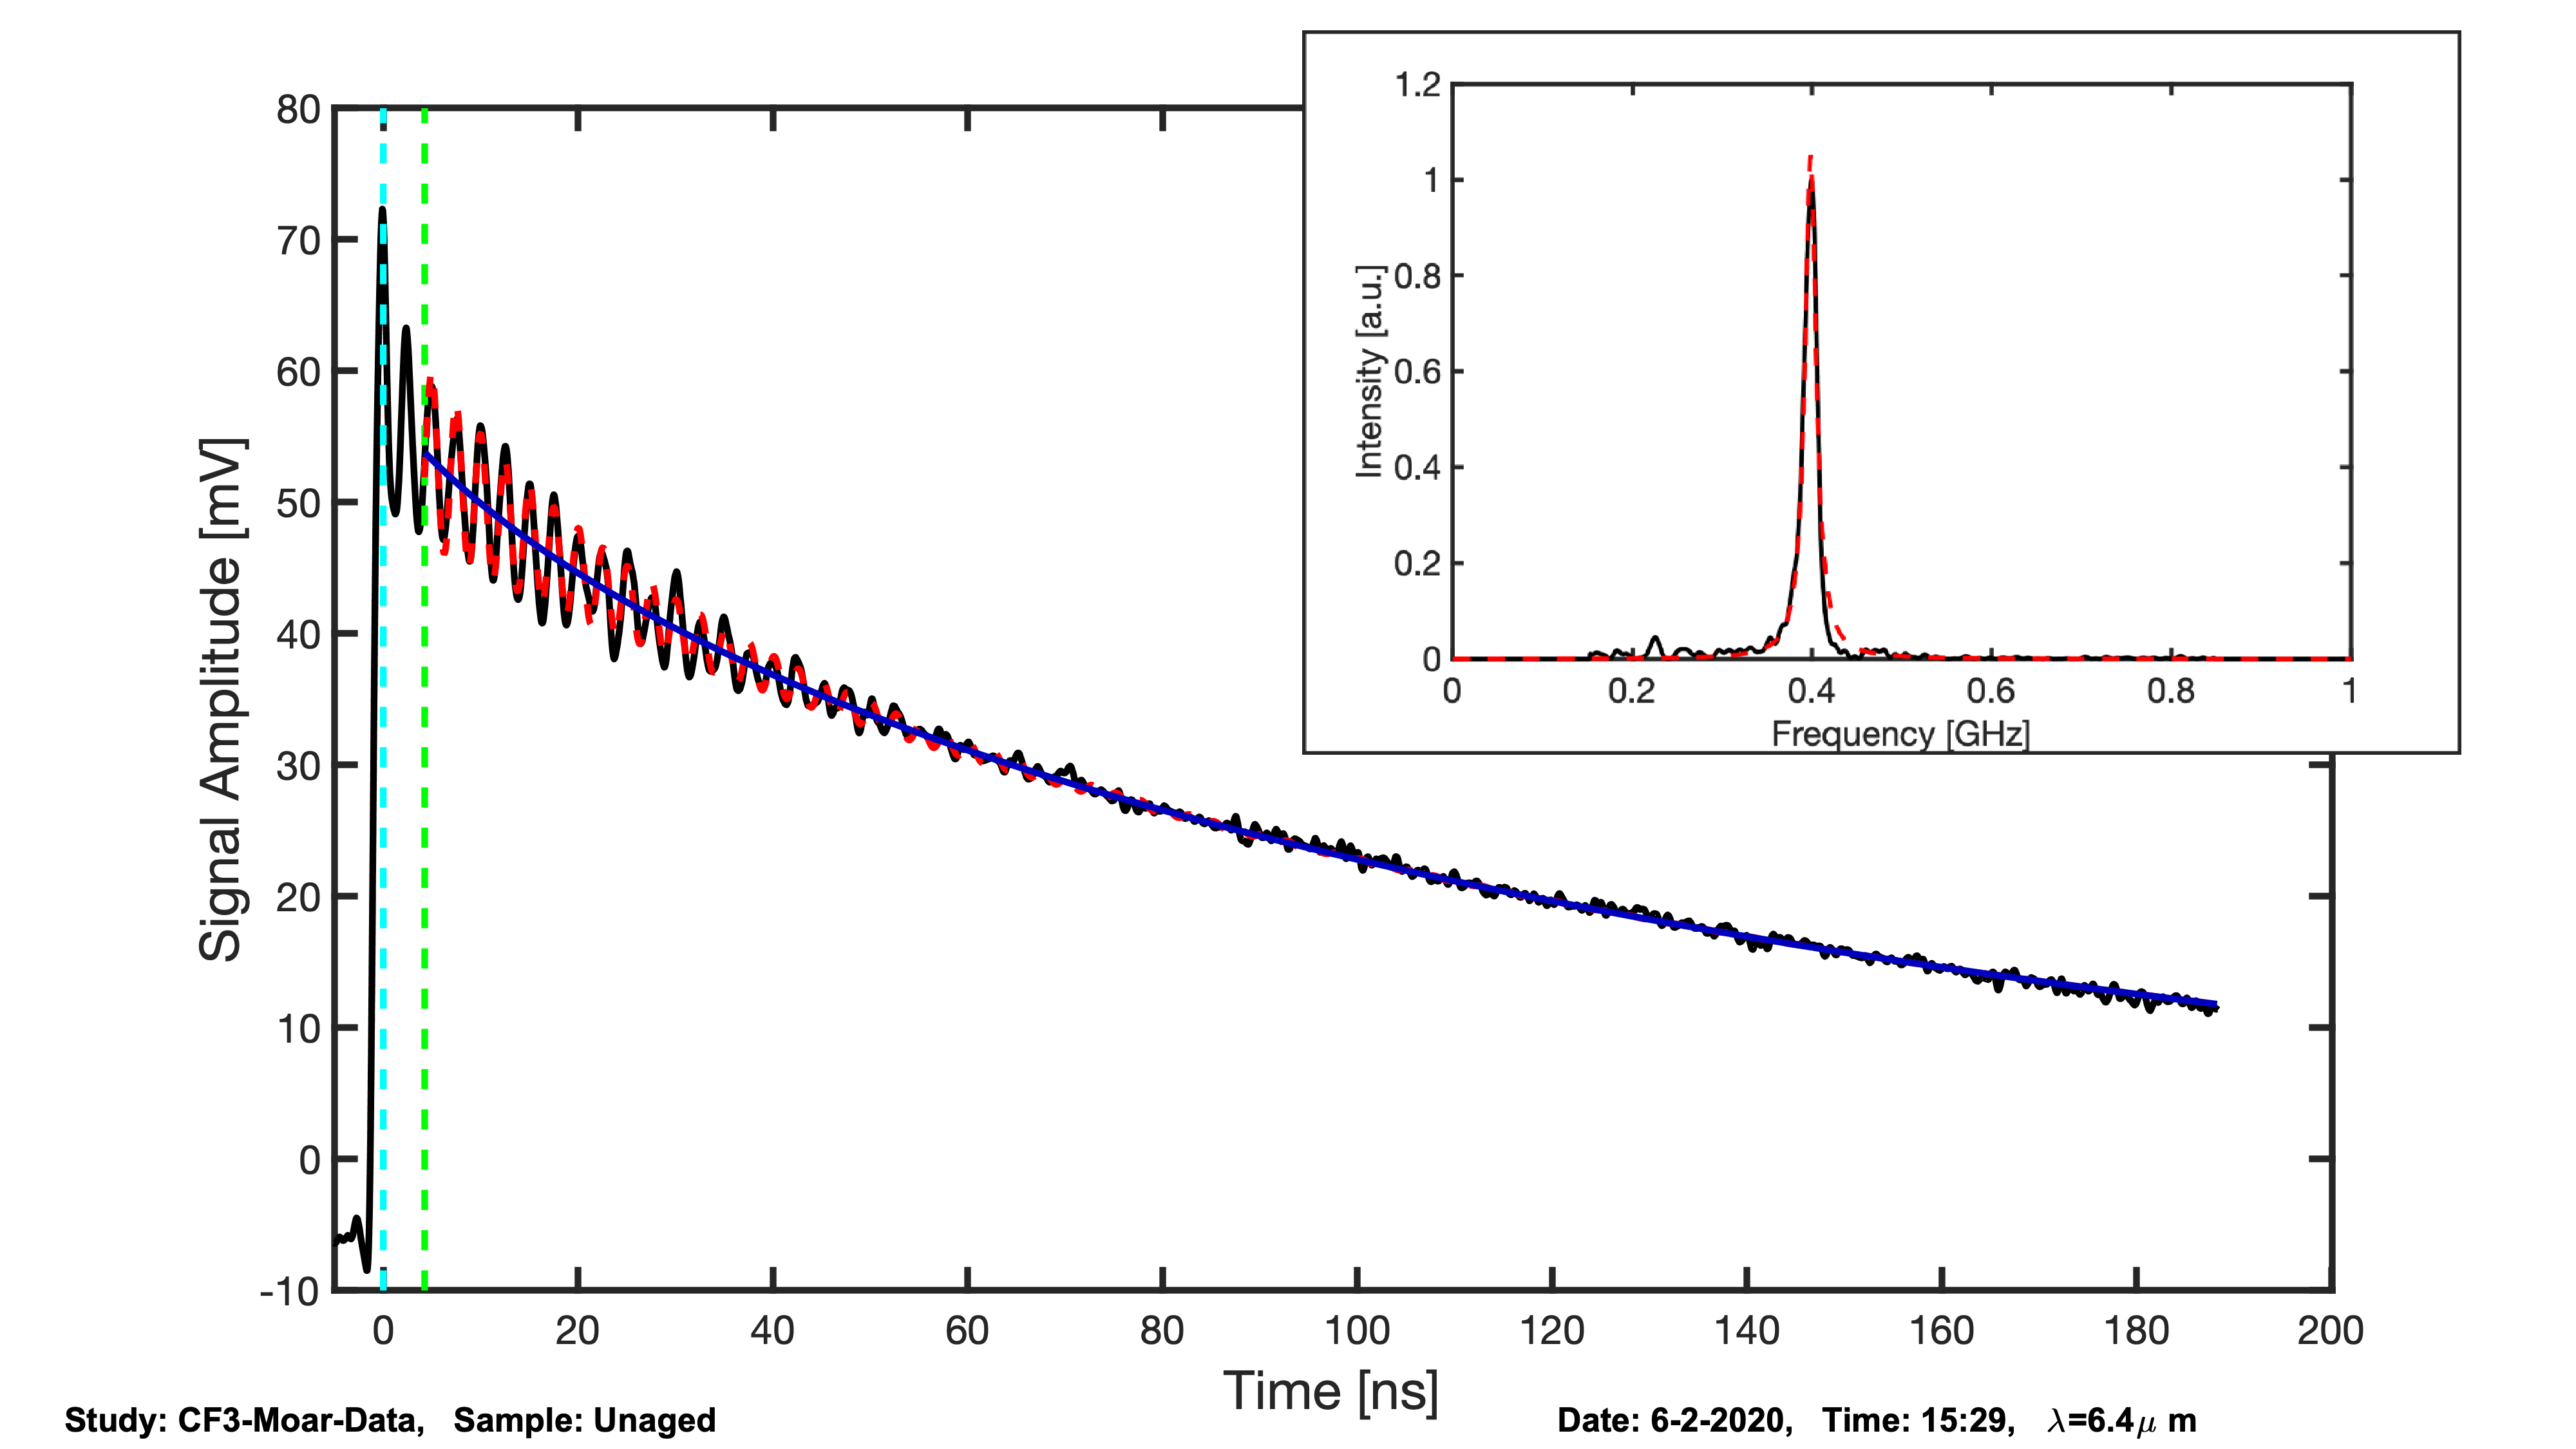 80
70
60
50
40
30
20
10
0
-10
Signal Amplitude [mV]
0 20 40 60 80 100 120 140 160 180 200
Time [ns]
1.2
1
0.8
0.6
0.4
0.2
0
Intensity [a.u.]
0 0.2 0.4 0.6 0.8 1
Frequency [GHz]
Study: CF3-Moar-Data, Sample: Unaged
Date: 6-2-2020, Time: 15:29, λ=6.4μ m